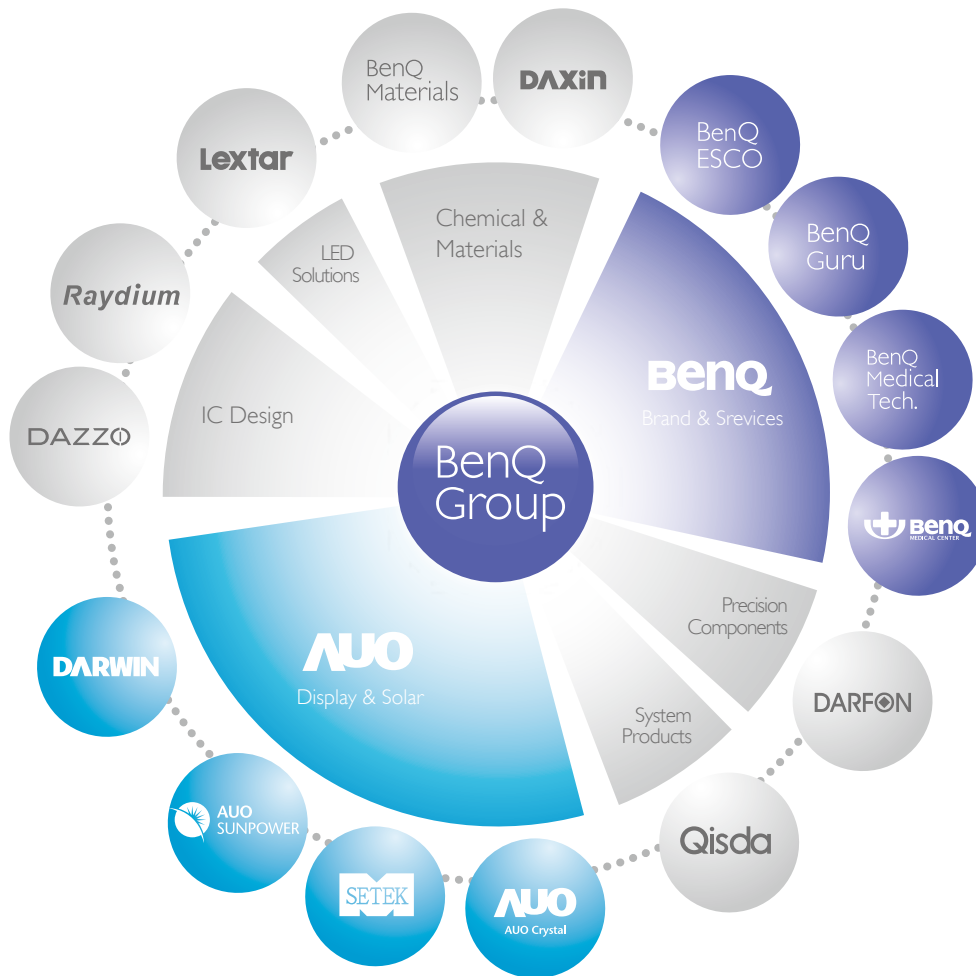 BenQ
Materials
DAXIN
BenQ
ESCO
Lextar
LED
Solutions
Chemical &
Materials
BenQ
Guru
Raydium
BenQ
Brand & Srevices
BenQ
Medical
Tech.
IC Design
DAZZO
BenQ
Group
BenQ
MEDICAL CENTER
Precision
Components
DARWIN
AUO
Display & Solar
DARFON
System
Products
AUO
SUNPOWER
Qisda
M
SETEK
AUO
AUO Crystal